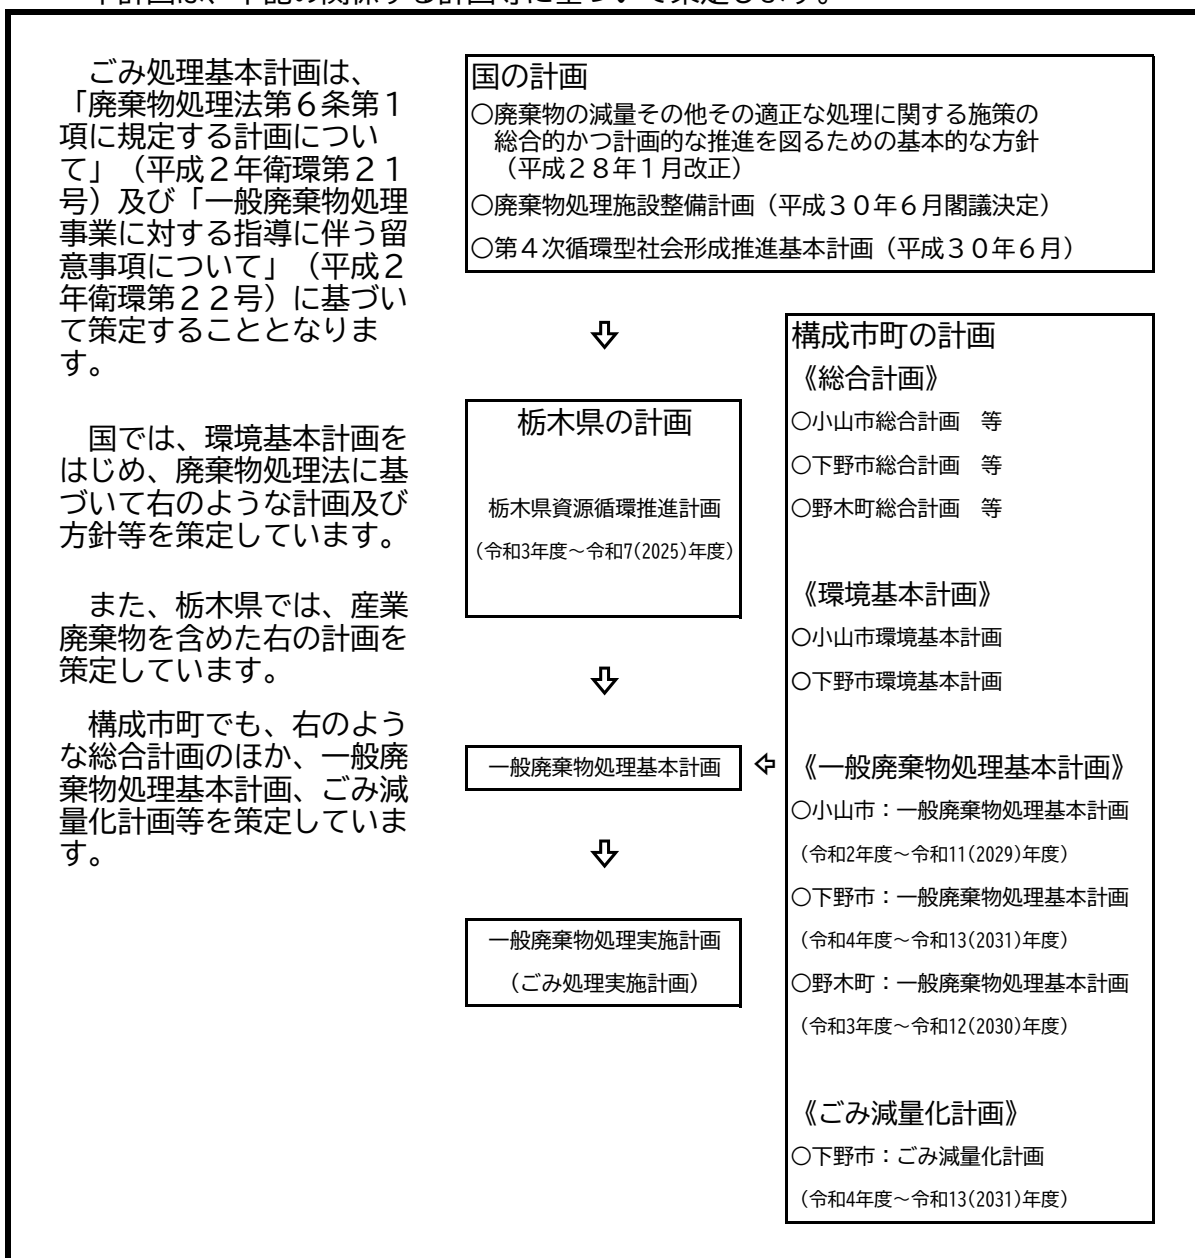 ごみ処理基本計画は、
「廃棄物処理法第６条第１
項に規定する計画につい
て」（平成２年衛環第２１
号）及び「一般廃棄物処理
事業に対する指導に伴う留
意事項について」（平成２
年衛環第２２号）に基づい
て策定することとなりま
す。
国では、環境基本計画を
はじめ、廃棄物処理法に基
づいて右のような計画及び
方針等を策定しています。
また、栃木県では、産業
廃棄物を含めた右の計画を
策定しています。
構成市町でも、右のよう
な総合計画のほか、一般廃
棄物処理基本計画、ごみ減
量化計画等を策定していま
す。
国の計画
○廃棄物の減量その他その適正な処理に関する施策の
総合的かつ計画的な推進を図るための基本的な方針
（平成２８年１月改正）
○廃棄物処理施設整備計画（平成３０年６月閣議決定）
○第４次循環型社会形成推進基本計画（平成３０年６月）
栃木県の計画
栃木県資源循環推進計画
（令和3年度～令和7(2025)年度）
一般廃棄物処理基本計画
一般廃棄物処理実施計画
（ごみ処理実施計画）
構成市町の計画
《総合計画》
○小山市総合計画　等
○下野市総合計画　等
○野木町総合計画　等
《環境基本計画》
○小山市環境基本計画
○下野市環境基本計画
《一般廃棄物処理基本計画》
○小山市：一般廃棄物処理基本計画
（令和2年度～令和11(2029)年度）
○下野市：一般廃棄物処理基本計画
（令和4年度～令和13(2031)年度）
○野木町：一般廃棄物処理基本計画
（令和3年度～令和12(2030)年度）
《ごみ減量化計画》
○下野市：ごみ減量化計画
（令和4年度～令和13(2031)年度）